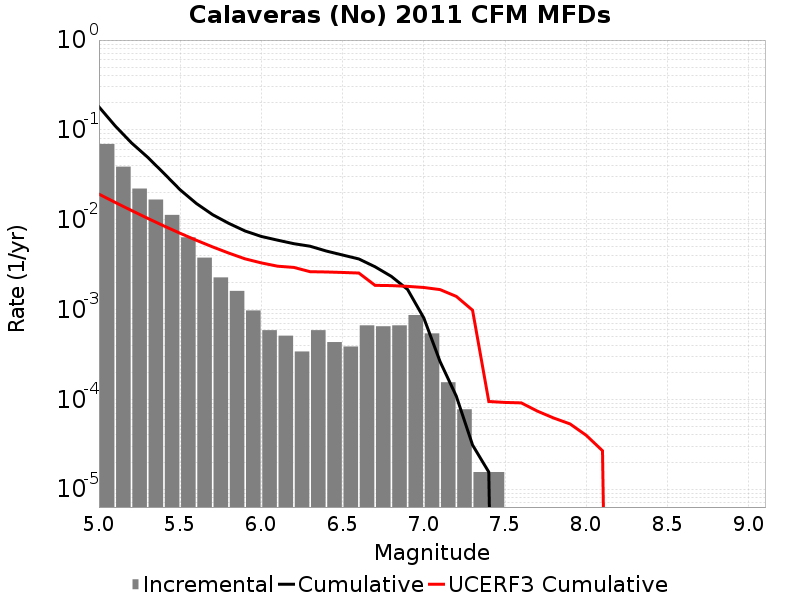 Calaveras (No) 2011 CFM MFDs
10^0
10^-1
10^-2
10^-3
10^-4
10^-5
Rate (1/yr)
5.0 5.5 6.0 6.5 7.0 7.5 8.0 8.5 9.0
Magnitude
Incremental Cumulative UCERF3 Cumulative